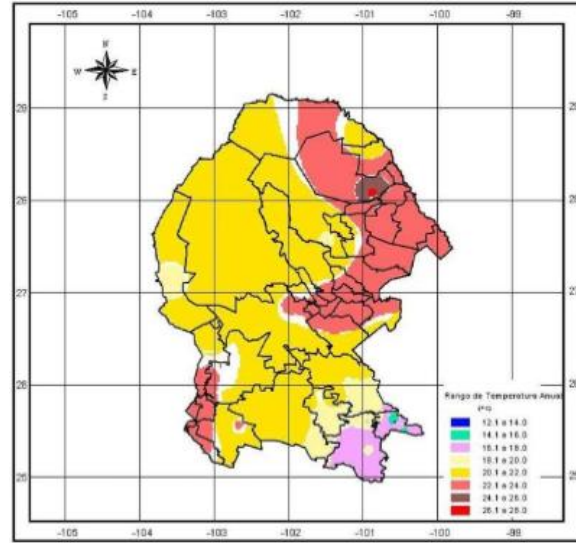 -105 -104 -103 -102 -101 -100 -99
N
W E
S
29
28
27
26
Rango de Temperatura Anua
12.1 a 14.0
14.1 a 16.0
16.1 a 18.0
18.1 a 20.0
20.1 a 22.0
22.1 a 24.0
24.1 a 26.0
26.1 a 28.0
25
-105 -104 -103 -102 -101 -100 -99